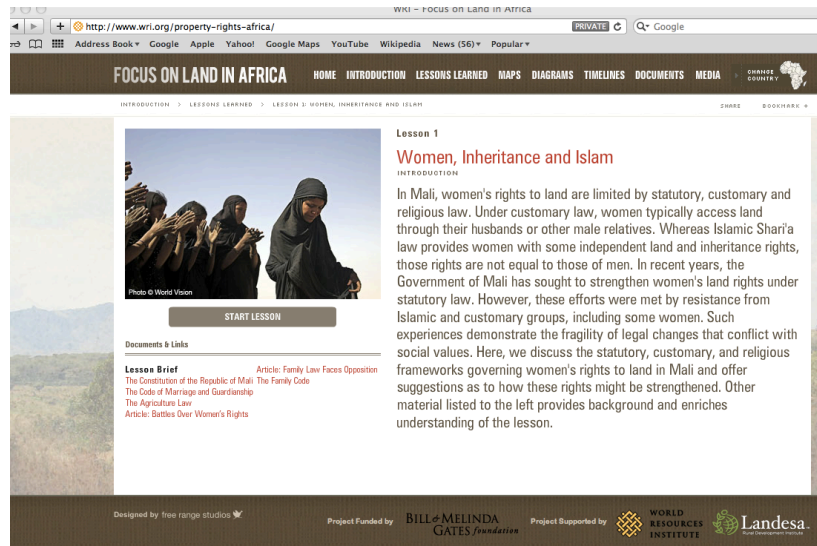 WRI – Focus on Land in Africa
http://www.wri.org/property-rights-africa/
PRIVATE
Google
Address Book Google Apple Yahoo! Google Maps YouTube Wikipedia News (56) Popular
FOCUS ON LAND IN AFRICA
HOME INTRODUCTION LESSONS LEARNED MAPS DIAGRAMS TIMELINES DOCUMENTS MEDIA
CHANGE
COUNTRY
INTRODUCTION > LESSONS LEARNED > LESSON 1: WOMEN, INHERITANCE AND ISLAM
SHARE BOOKMARK +
Photo © World Vision
START LESSON
Documents & Links
Lesson Brief
The Constitution of the Republic of Mali
The Code of Marriage and Guardianship
The Agriculture Law
Article: Battles Over Women's Rights
Article: Family Law Faces Opposition
The Family Code
Lesson 1
Women, Inheritance and Islam
INTRODUCTION
In Mali, women's rights to land are limited by statutory, customary and
religious law. Under customary law, women typically access land
through their husbands or other male relatives. Whereas Islamic Shari'a
law provides women with some independent land and inheritance rights,
those rights are not equal to those of men. In recent years, the
Government of Mali has sought to strengthen women's land rights under
statutory law. However, these efforts were met by resistance from
Islamic and customary groups, including some women. Such
experiences demonstrate the fragility of legal changes that conflict with
social values. Here, we discuss the statutory, customary, and religious
frameworks governing women's rights to land in Mali and offer
suggestions as to how these rights might be strengthened. Other
material listed to the left provides background and enriches
understanding of the lesson.
Designed by free range studios
Project Funded by
BILL & MELINDA
GATES foundation
Project Supported by
WORLD
RESOURCES
INSTITUTE
Landesa
Rural Development Institute